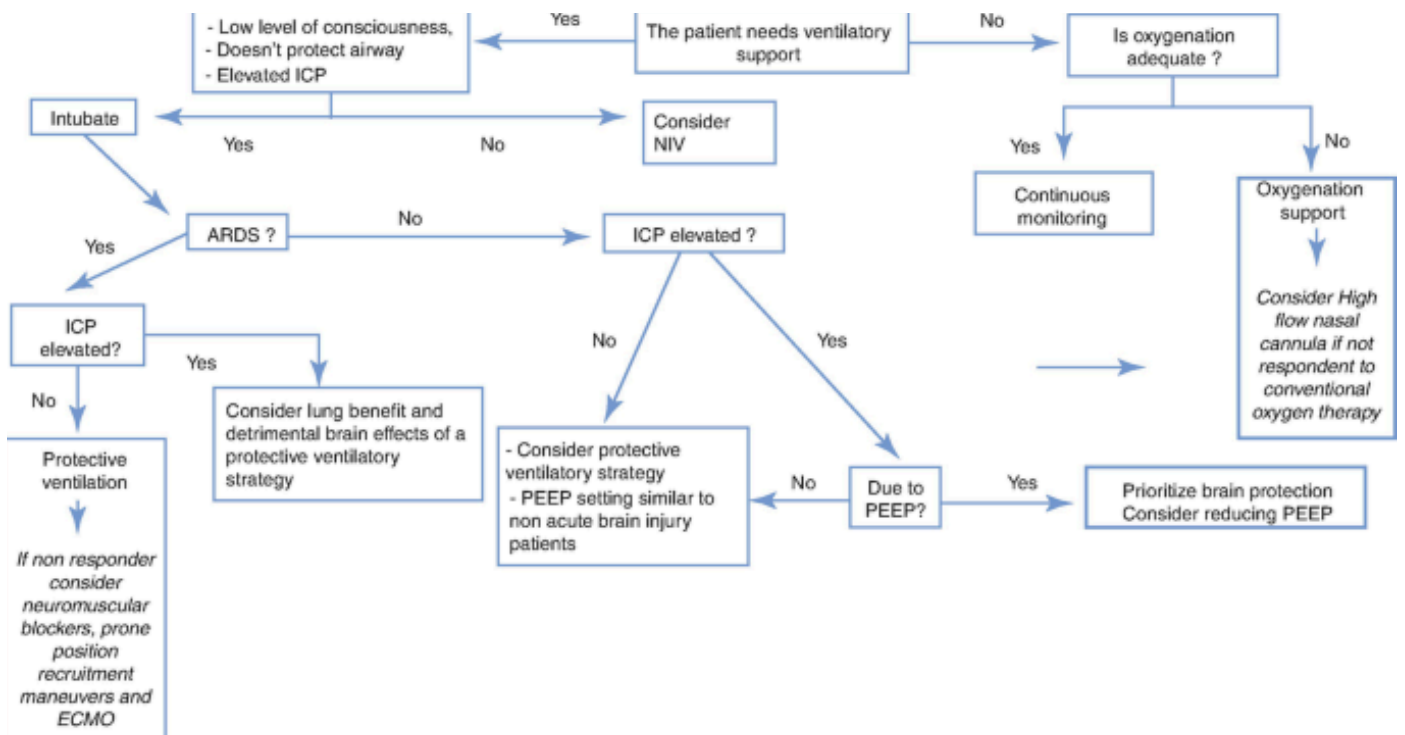 - Low level of consciousness,
- Doesn't protect airway
- Elevated ICP
Yes
The patient needs ventilatory
support
No
Is oxygenation
adequate ?
Intubate
Yes
No
Consider
NIV
Yes
No
Continuous
monitoring
Oxygenation
support
Consider High
flow nasal
cannula if not
respondent to
conventional
oxygen therapy
Yes
ARDS ?
No
ICP elevated ?
ICP
elevated?
Yes
No
No
Yes
Consider lung benefit and
detrimental brain effects of a
protective ventilatory
strategy
- Consider protective
ventilatory strategy
- PEEP setting similar to
non acute brain injury
patients
No
Due to
PEEP?
Yes
Prioritize brain protection
Consider reducing PEEP
Protective
ventilation
If non responder
consider
neuromuscular
blockers, prone
position
recruitment
maneuvers and
ECMO